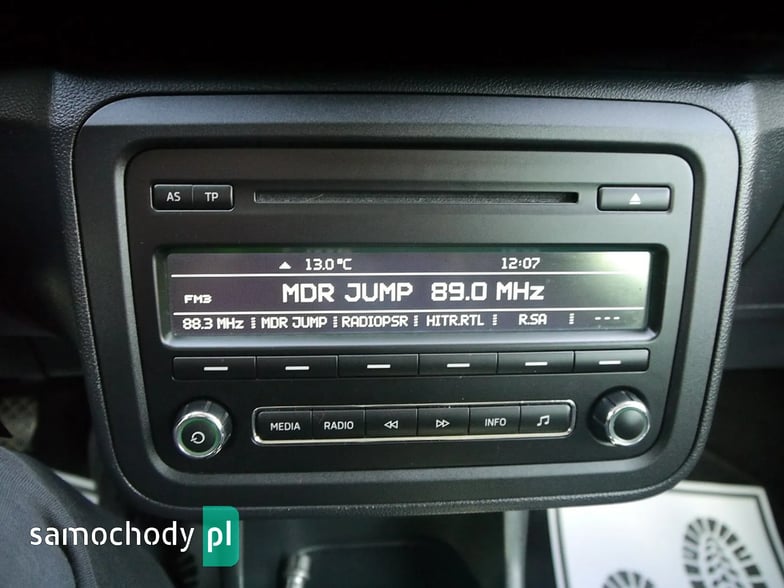 AS TP
13.0 °C 12:07
FM3 MDR JUMP 89.0 MHz
88.3 MHz MDR JUMP RADIOPSR HITR.RTL R.SA ---
MEDIA RADIO INFO
samochody pl